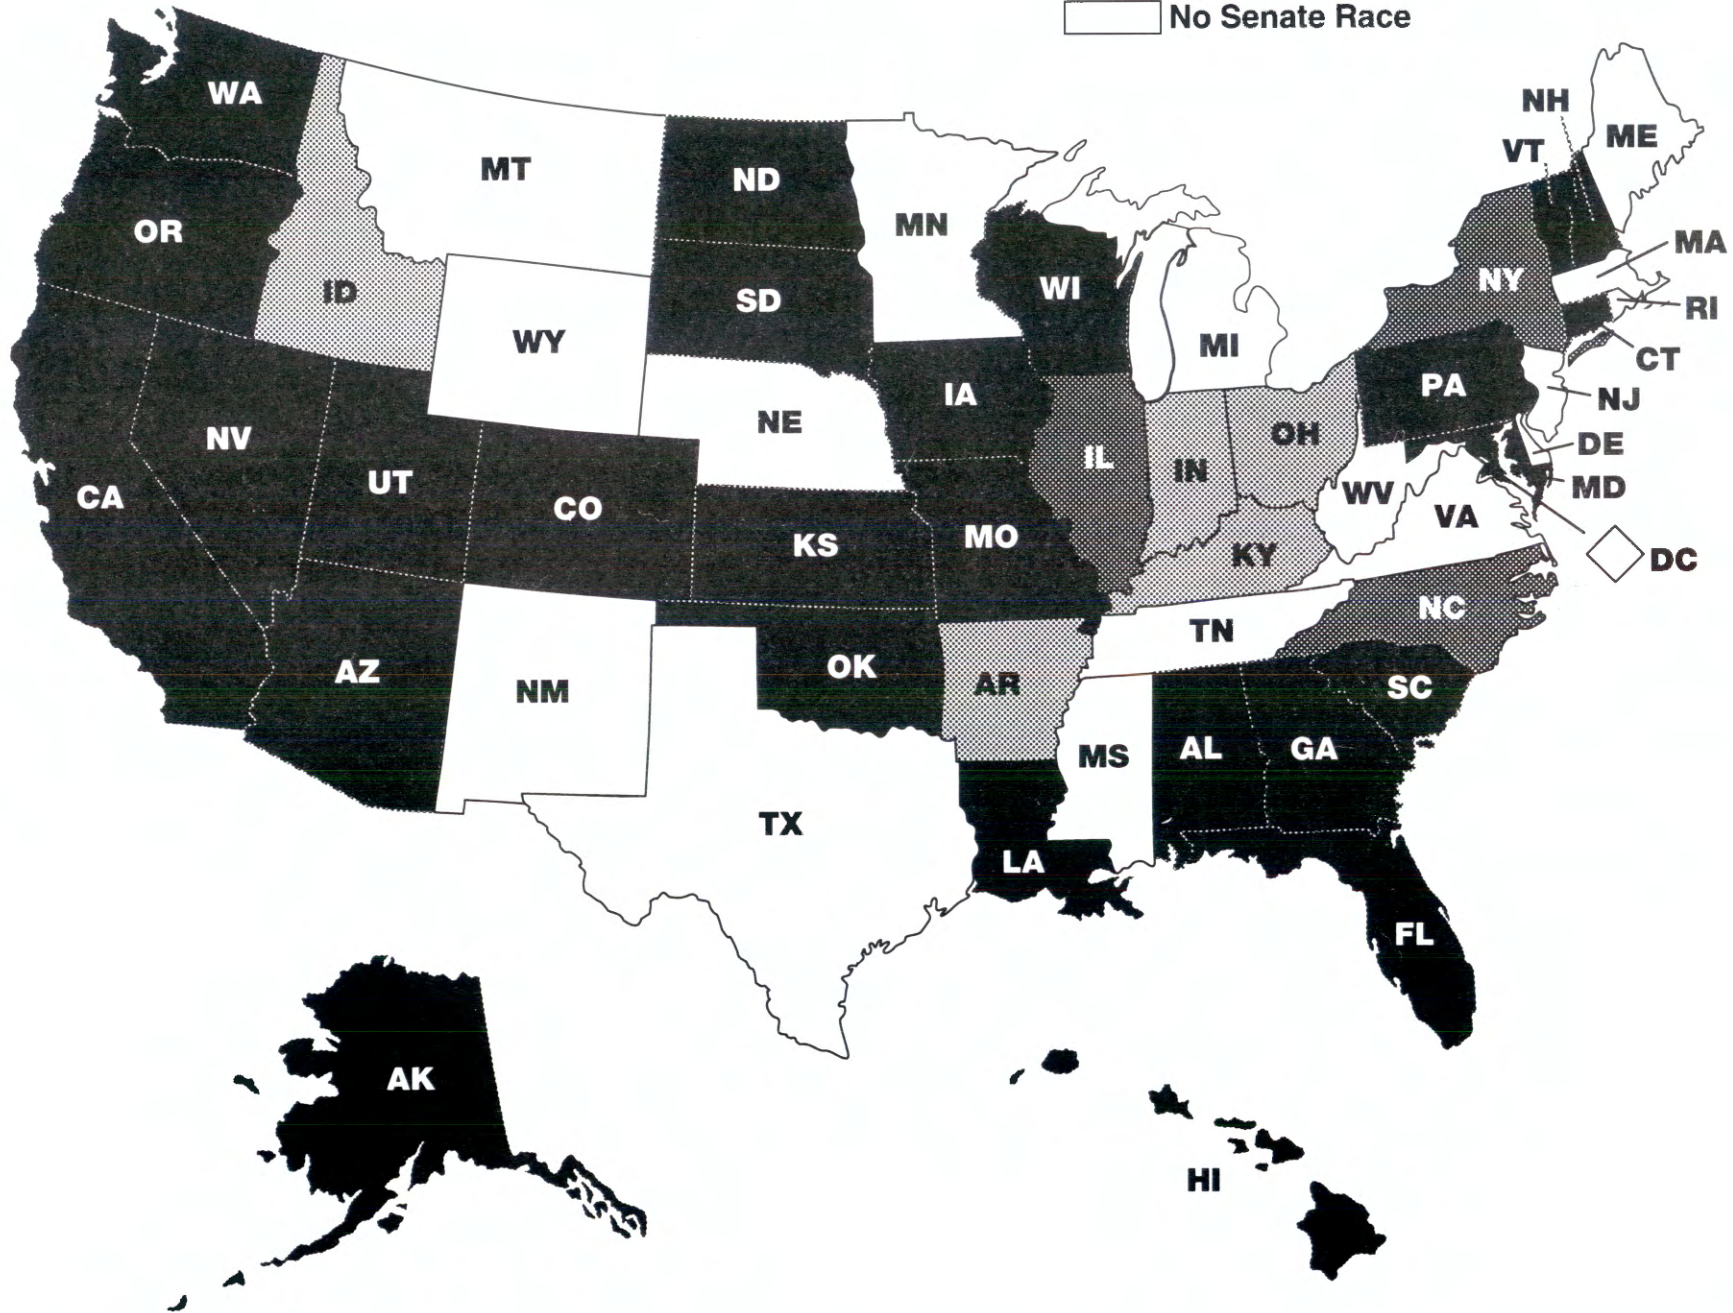 No Senate Race
WA
NH
ME
VT
MT
ND
MN
OR
MA
NY
ID
SD
WI
RI
WY
MI
CT
PA
IA
NJ
NE
NV
OH
DE
IL
IN
UT
MD
WV
CA
CO
VA
MO
KS
KY
DC
NC
TN
OK
AZ
AR
SC
NM
AL
GA
MS
TX
LA
FL
AK
HI